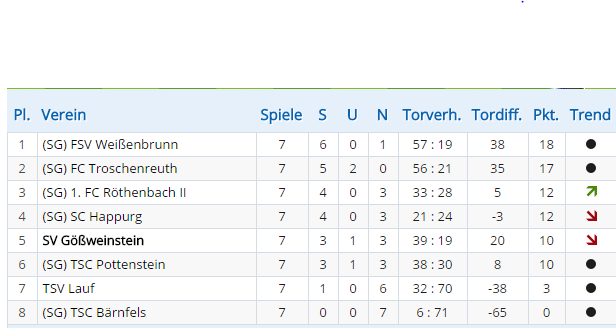 Pl. Verein Spiele S U N Torverh. Tordiff. Pkt. Trend
1 (SG) FSV Weißenbrunn 7 6 0 1 57 : 19 38 18
2 (SG) FC Troschenreuth 7 5 2 0 56 : 21 35 17
3 (SG) 1. FC Röthenbach II 7 4 0 3 33 : 28 5 12
4 (SG) SC Happurg 7 4 0 3 21 : 24 -3 12
5 SV Gößweinstein 7 3 1 3 39 : 19 20 10
6 (SG) TSC Pottenstein 7 3 1 3 38 : 30 8 10
7 TSV Lauf 7 1 0 6 32 : 70 -38 3
8 (SG) TSC Bärnfels 7 0 0 7 6 : 71 -65 0